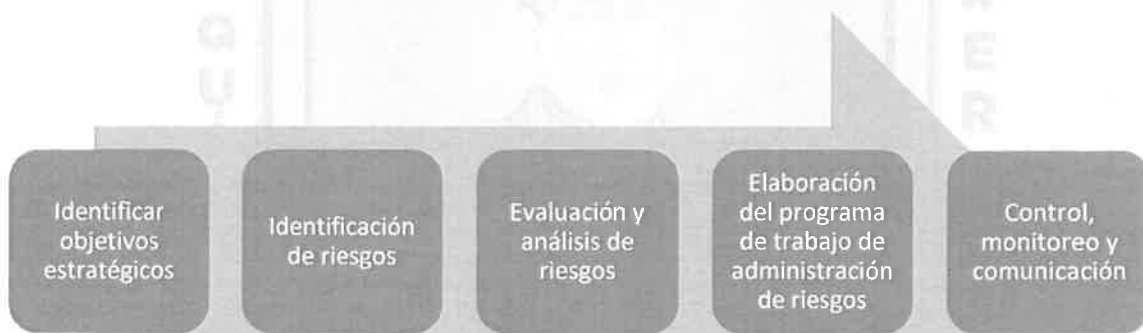 Q
U
E
R
Identificar
objetivos
estratégicos
Identificación
de riesgos
Evaluación y
análisis de
riesgos
Elaboración
del programa
de trabajo de
administración
de riesgos
Control,
monitoreo y
comunicación